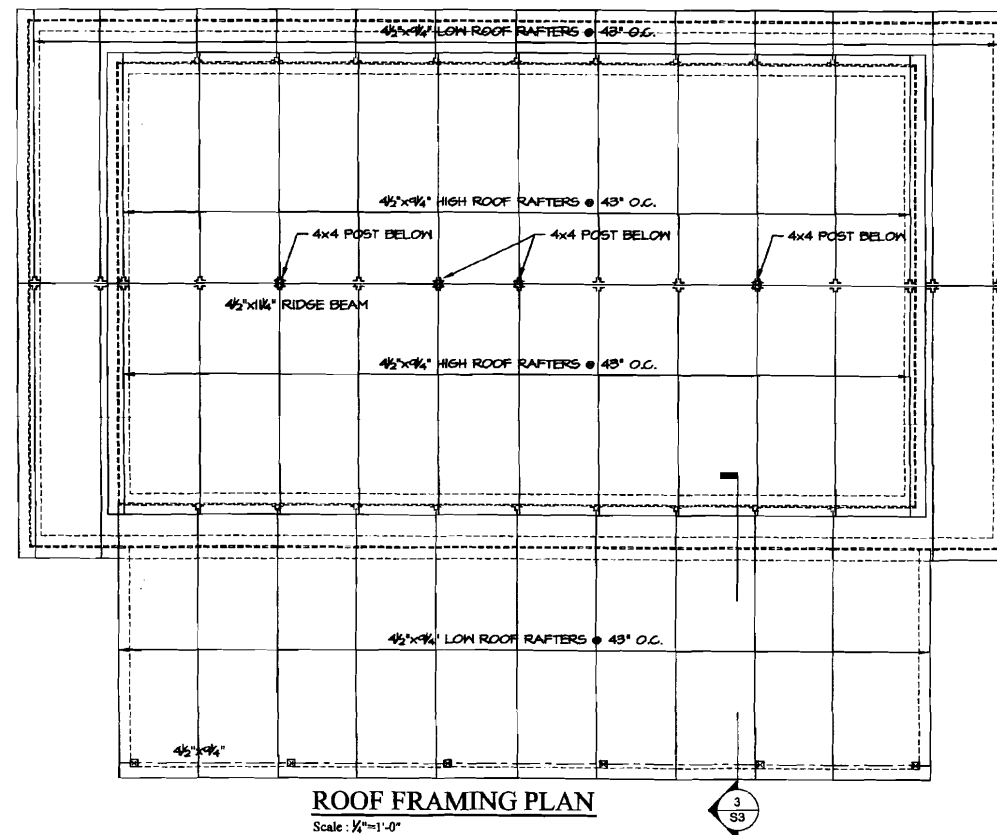 4½"x9¼" LOW ROOF RAFTERS @ 43" O.C.
4½"x9¼" HIGH ROOF RAFTERS @ 43" O.C.
4x4 POST BELOW
4x4 POST BELOW
4x4 POST BELOW
4½"x11¼" RIDGE BEAM
4½"x9¼" HIGH ROOF RAFTERS @ 43" O.C.
4½"x9¼" LOW ROOF RAFTERS @ 43" O.C.
4½"x9¼"
ROOF FRAMING PLAN
Scale : ¼"=1'-0"
3
S3